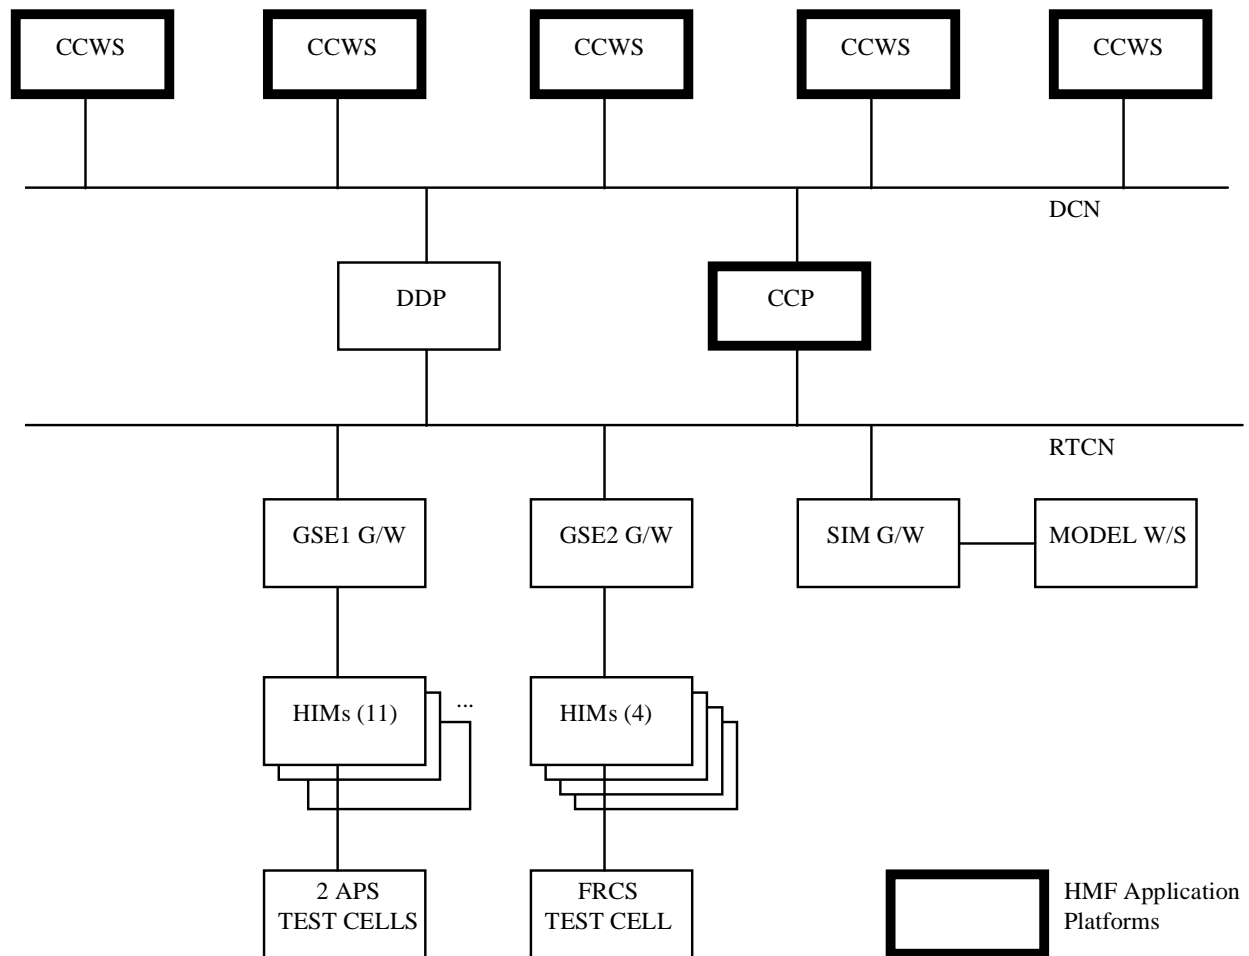 CCWS
CCWS
CCWS
CCWS
CCWS
DCN
DDP
CCP
RTCN
GSE1 G/W
GSE2 G/W
SIM G/W
MODEL W/S
HIMs (11)
...
HIMs (4)
2 APS
TEST CELLS
FRCS
TEST CELL
HMF Application
Platforms